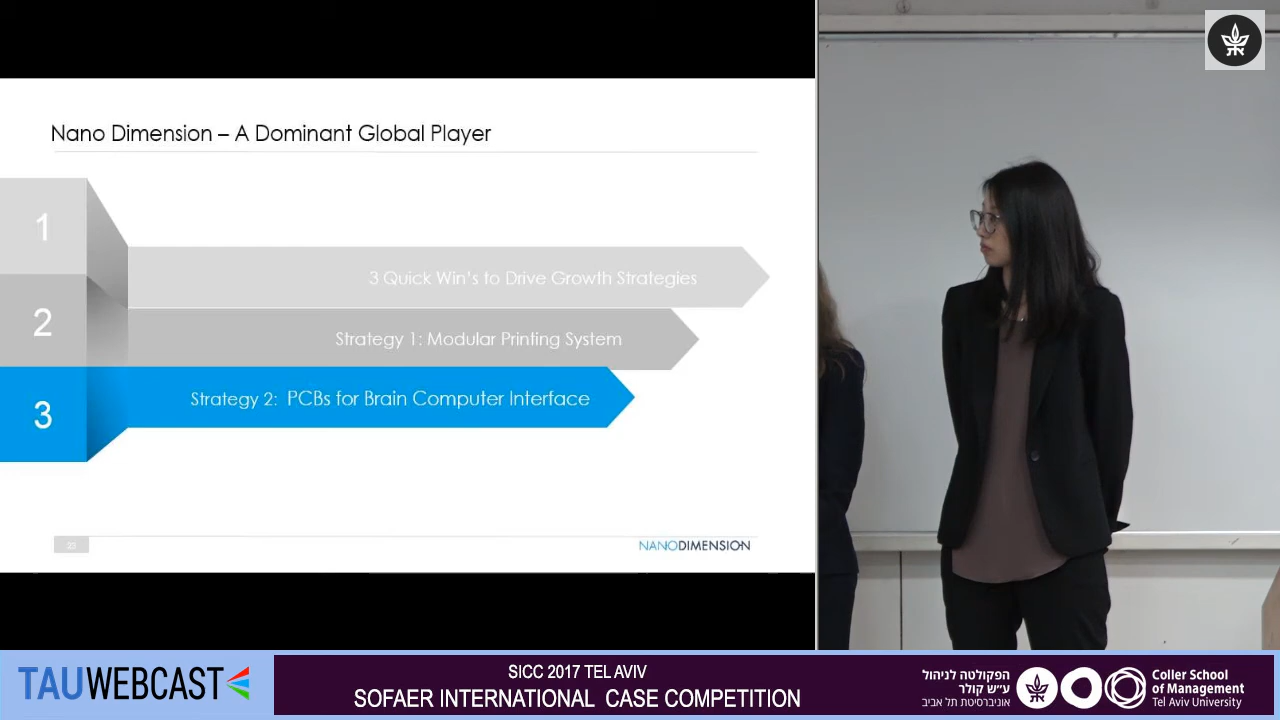 Nano Dimension – A Dominant Global Player
1
3 Quick Win's to Drive Growth Strategies
2
Strategy 1: Modular Printing System
3
Strategy 2: PCBs for Brain Computer Interface
NANODIMENSION
TAUWEBCAST
SICC 2017 TEL AVIV
SOFAER INTERNATIONAL CASE COMPETITION
הפקולטה לניהול
ע״ש קולר
אוניברסיטת תל אביב
Coller School
of Management
Tel Aviv University